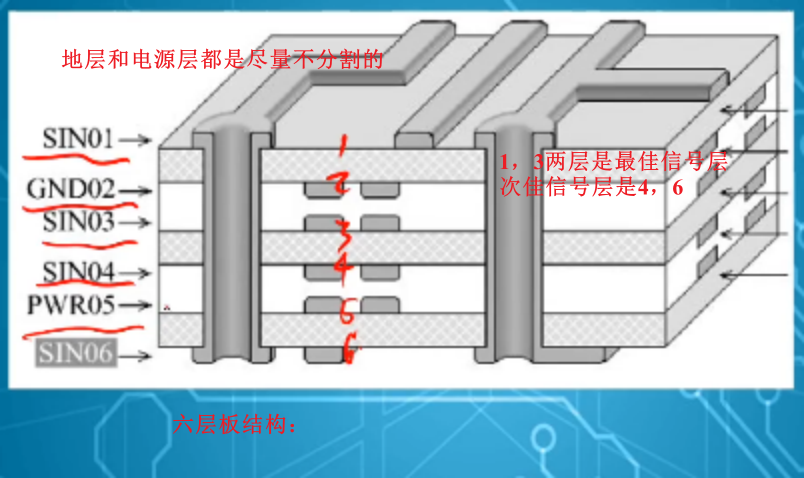 地层和电源层都是尽量不分割的
SIN01
1
1，3两层是最佳信号层
GND02
2
次佳信号层是4，6
SIN03
3
SIN04
4
PWR05
5
SIN06
6
六层板结构：